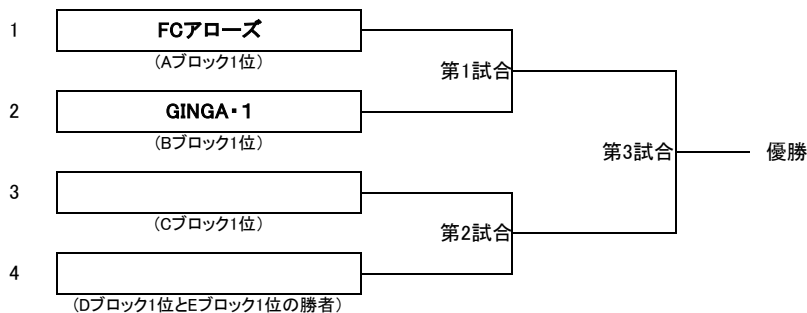 1
FCアローズ
(Aブロック1位)
第1試合
2
GINGA・1
(Bブロック1位)
第3試合
優勝
3
(Cブロック1位)
第2試合
4
(Dブロック1位とEブロック1位の勝者)